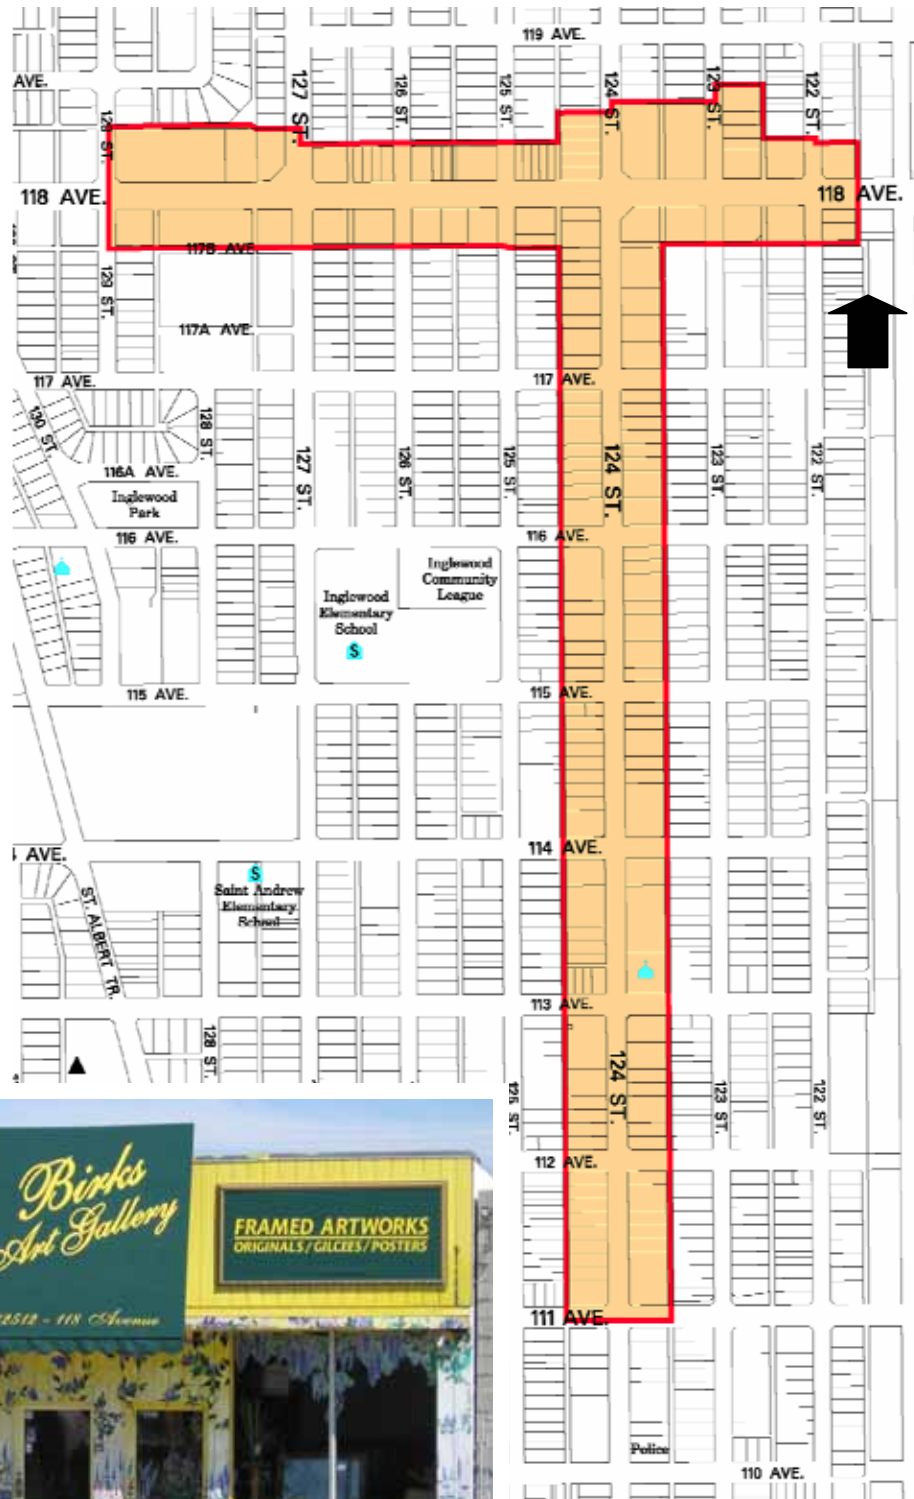 119 AVE.
AVE.
127 ST.
126 ST.
125 ST.
124 ST.
123 ST.
122 ST.
129 ST.
118 AVE.
118 AVE.
117B AVE.
129 ST.
117A AVE.
117 AVE.
117 AVE.
130 ST.
128 ST.
127 ST.
126 ST.
125 ST.
124 ST.
123 ST.
122 ST.
116A AVE.
Inglewood
Park
116 AVE.
116 AVE.
Inglewood
Community
League
Inglewood
Elementary
School
S
115 AVE.
115 AVE.
AVE.
114 AVE.
S
Saint Andrew
Elementary
School
ST. ALBERT TR.
113 AVE.
128 ST.
124 ST.
125 ST.
123 ST.
122 ST.
112 AVE.
111 AVE.
Police
110 AVE.
Birks
Art Gallery
12512 - 118 Avenue
FRAMED ARTWORKS
ORIGINALS / GILCEES / POSTERS